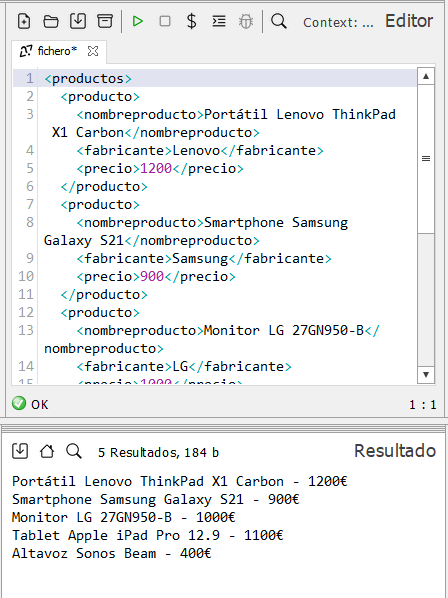 Context: ... Editor
fichero*
1 <productos>
2 <producto>
3 <nombreproducto>Portátil Lenovo ThinkPad
X1 Carbon</nombreproducto>
4 <fabricante>Lenovo</fabricante>
5 <precio>1200</precio>
6 </producto>
7 <producto>
8 <nombreproducto>Smartphone Samsung
Galaxy S21</nombreproducto>
9 <fabricante>Samsung</fabricante>
10 <precio>900</precio>
11 </producto>
12 <producto>
13 <nombreproducto>Monitor LG 27GN950-B</
nombreproducto>
14 <fabricante>LG</fabricante>
15 <precio>1000</precio>
OK 1 : 1
5 Resultados, 184 b Resultado
Portátil Lenovo ThinkPad X1 Carbon - 1200€
Smartphone Samsung Galaxy S21 - 900€
Monitor LG 27GN950-B - 1000€
Tablet Apple iPad Pro 12.9 - 1100€
Altavoz Sonos Beam - 400€